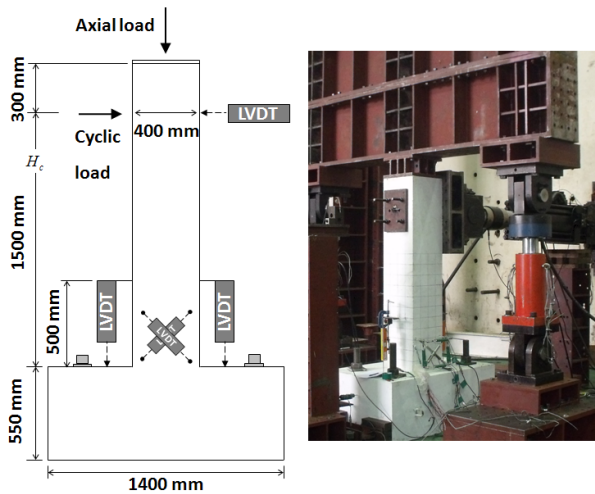 Axial load
300 mm
LVDT
400 mm
Cyclic
load
H_c
1500 mm
500 mm
LVDT
LVDT
LVDT
550 mm
1400 mm